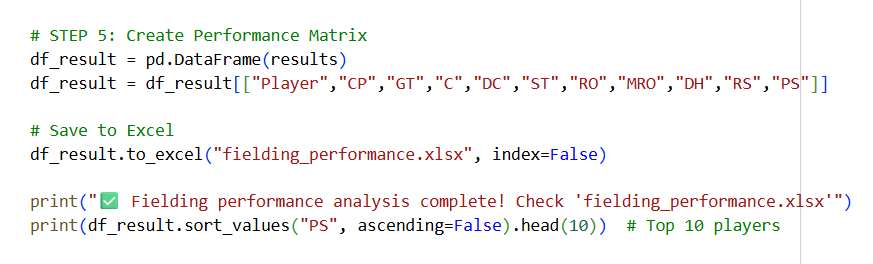 # STEP 5: Create Performance Matrix
df_result = pd.DataFrame(results)
df_result = df_result[["Player","CP","GT","C","DC","ST","RO","MRO","DH","RS","PS"]]
# Save to Excel
df_result.to_excel("fielding_performance.xlsx", index=False)
print("✅ Fielding performance analysis complete! Check 'fielding_performance.xlsx'")
print(df_result.sort_values("PS", ascending=False).head(10))  # Top 10 players